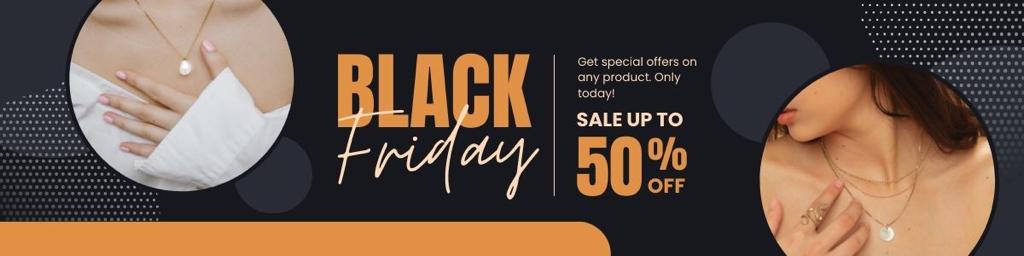 BLACK
Friday
Get special offers on
any product. Only
today!
SALE UP TO
50%
OFF